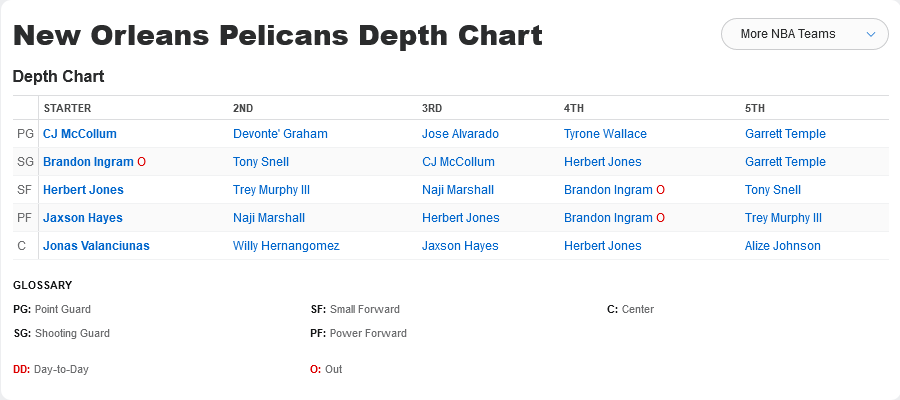 New Orleans Pelicans Depth Chart
More NBA Teams
Depth Chart
STARTER 2ND 3RD 4TH 5TH
PG CJ McCollum Devonte' Graham Jose Alvarado Tyrone Wallace Garrett Temple
SG Brandon Ingram O Tony Snell CJ McCollum Herbert Jones Garrett Temple
SF Herbert Jones Trey Murphy III Naji Marshall Brandon Ingram O Tony Snell
PF Jaxson Hayes Naji Marshall Herbert Jones Brandon Ingram O Trey Murphy III
C Jonas Valanciunas Willy Hernangomez Jaxson Hayes Herbert Jones Alize Johnson
GLOSSARY
PG: Point Guard SF: Small Forward C: Center
SG: Shooting Guard PF: Power Forward
DD: Day-to-Day O: Out